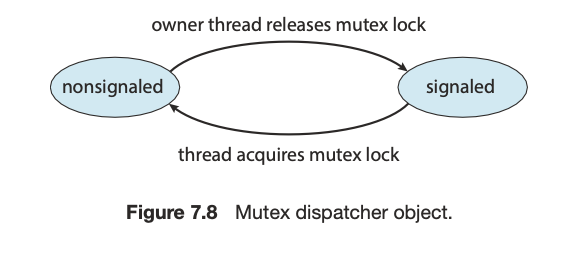 owner thread releases mutex lock
nonsignaled
signaled
thread acquires mutex lock
Figure 7.8 Mutex dispatcher object.